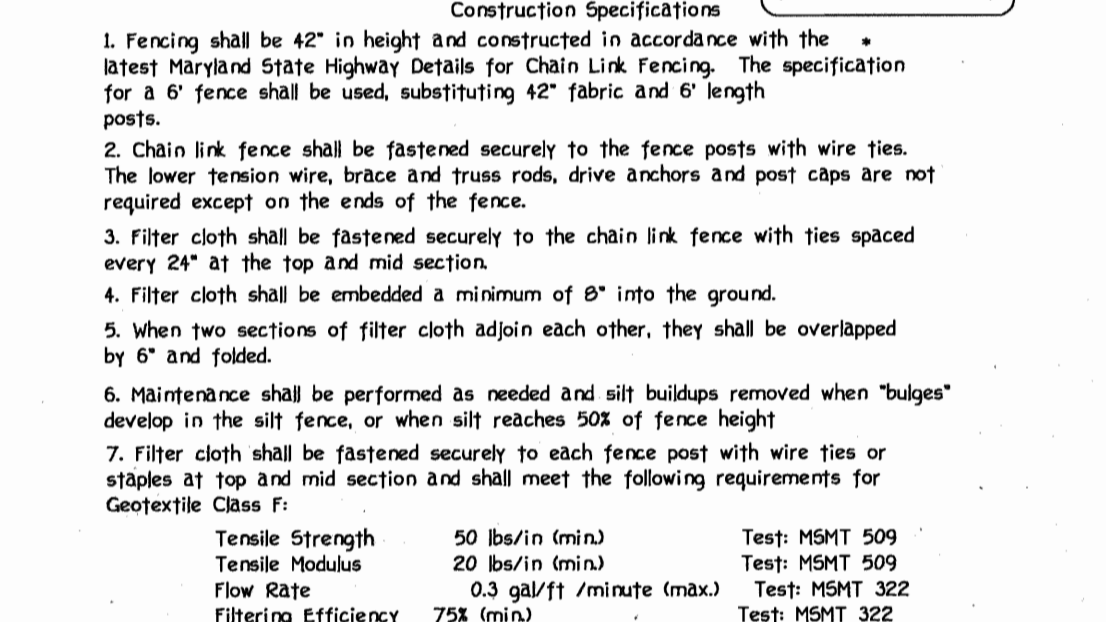 Construction Specifications
1. Fencing shall be 42" in height and constructed in accordance with the *
latest Maryland State Highway Details for Chain Link Fencing. The specification
for a 6' fence shall be used, substituting 42" fabric and 6' length
posts.
2. Chain link fence shall be fastened securely to the fence posts with wire ties.
The lower tension wire, brace and truss rods, drive anchors and post caps are not
required except on the ends of the fence.
3. Filter cloth shall be fastened securely to the chain link fence with ties spaced
every 24" at the top and mid section.
4. Filter cloth shall be embedded a minimum of 8" into the ground.
5. When two sections of filter cloth adjoin each other, they shall be overlapped
by 6" and folded.
6. Maintenance shall be performed as needed and silt buildups removed when "bulges"
develop in the silt fence, or when silt reaches 50% of fence height
7. Filter cloth shall be fastened securely to each fence post with wire ties or
staples at top and mid section and shall meet the following requirements for
Geotextile Class F:
Tensile Strength 50 lbs/in (min.) Test: MSMT 509
Tensile Modulus 20 lbs/in (min.) Test: MSMT 509
Flow Rate 0.3 gal/ft /minute (max.) Test: MSMT 322
Filtering Efficiency 75% (min) Test: MSMT 322